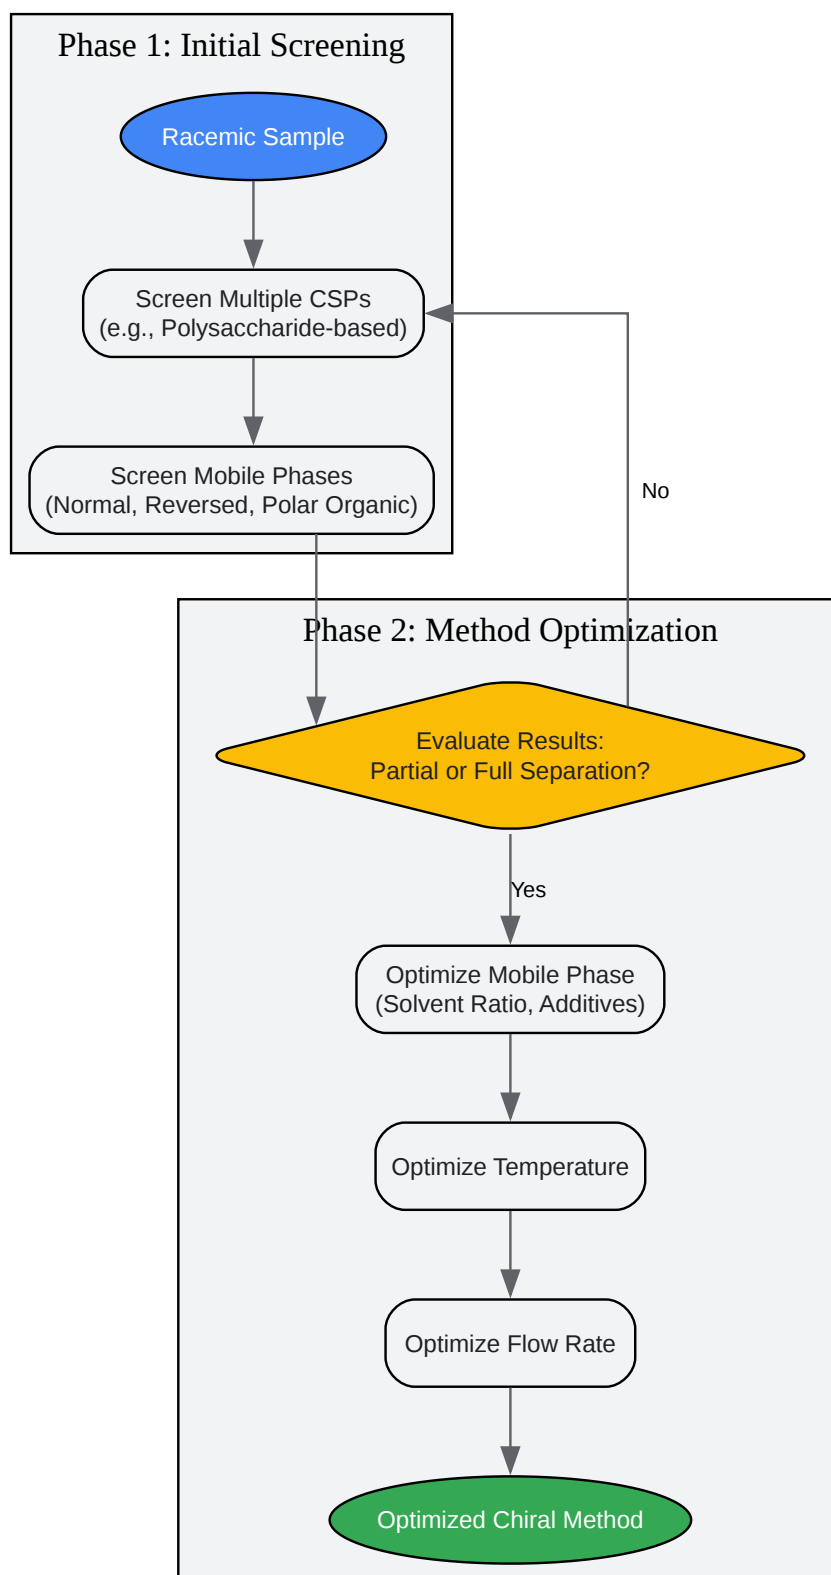 Phase 1: Initial Screening
Racemic Sample
Screen Multiple CSPs
(e.g., Polysaccharide-based)
Screen Mobile Phases
(Normal, Reversed, Polar Organic)
No
Phase 2: Method Optimization
Evaluate Results:
Partial or Full Separation?
Yes
Optimize Mobile Phase
(Solvent Ratio, Additives)
Optimize Temperature
Optimize Flow Rate
Optimized Chiral Method